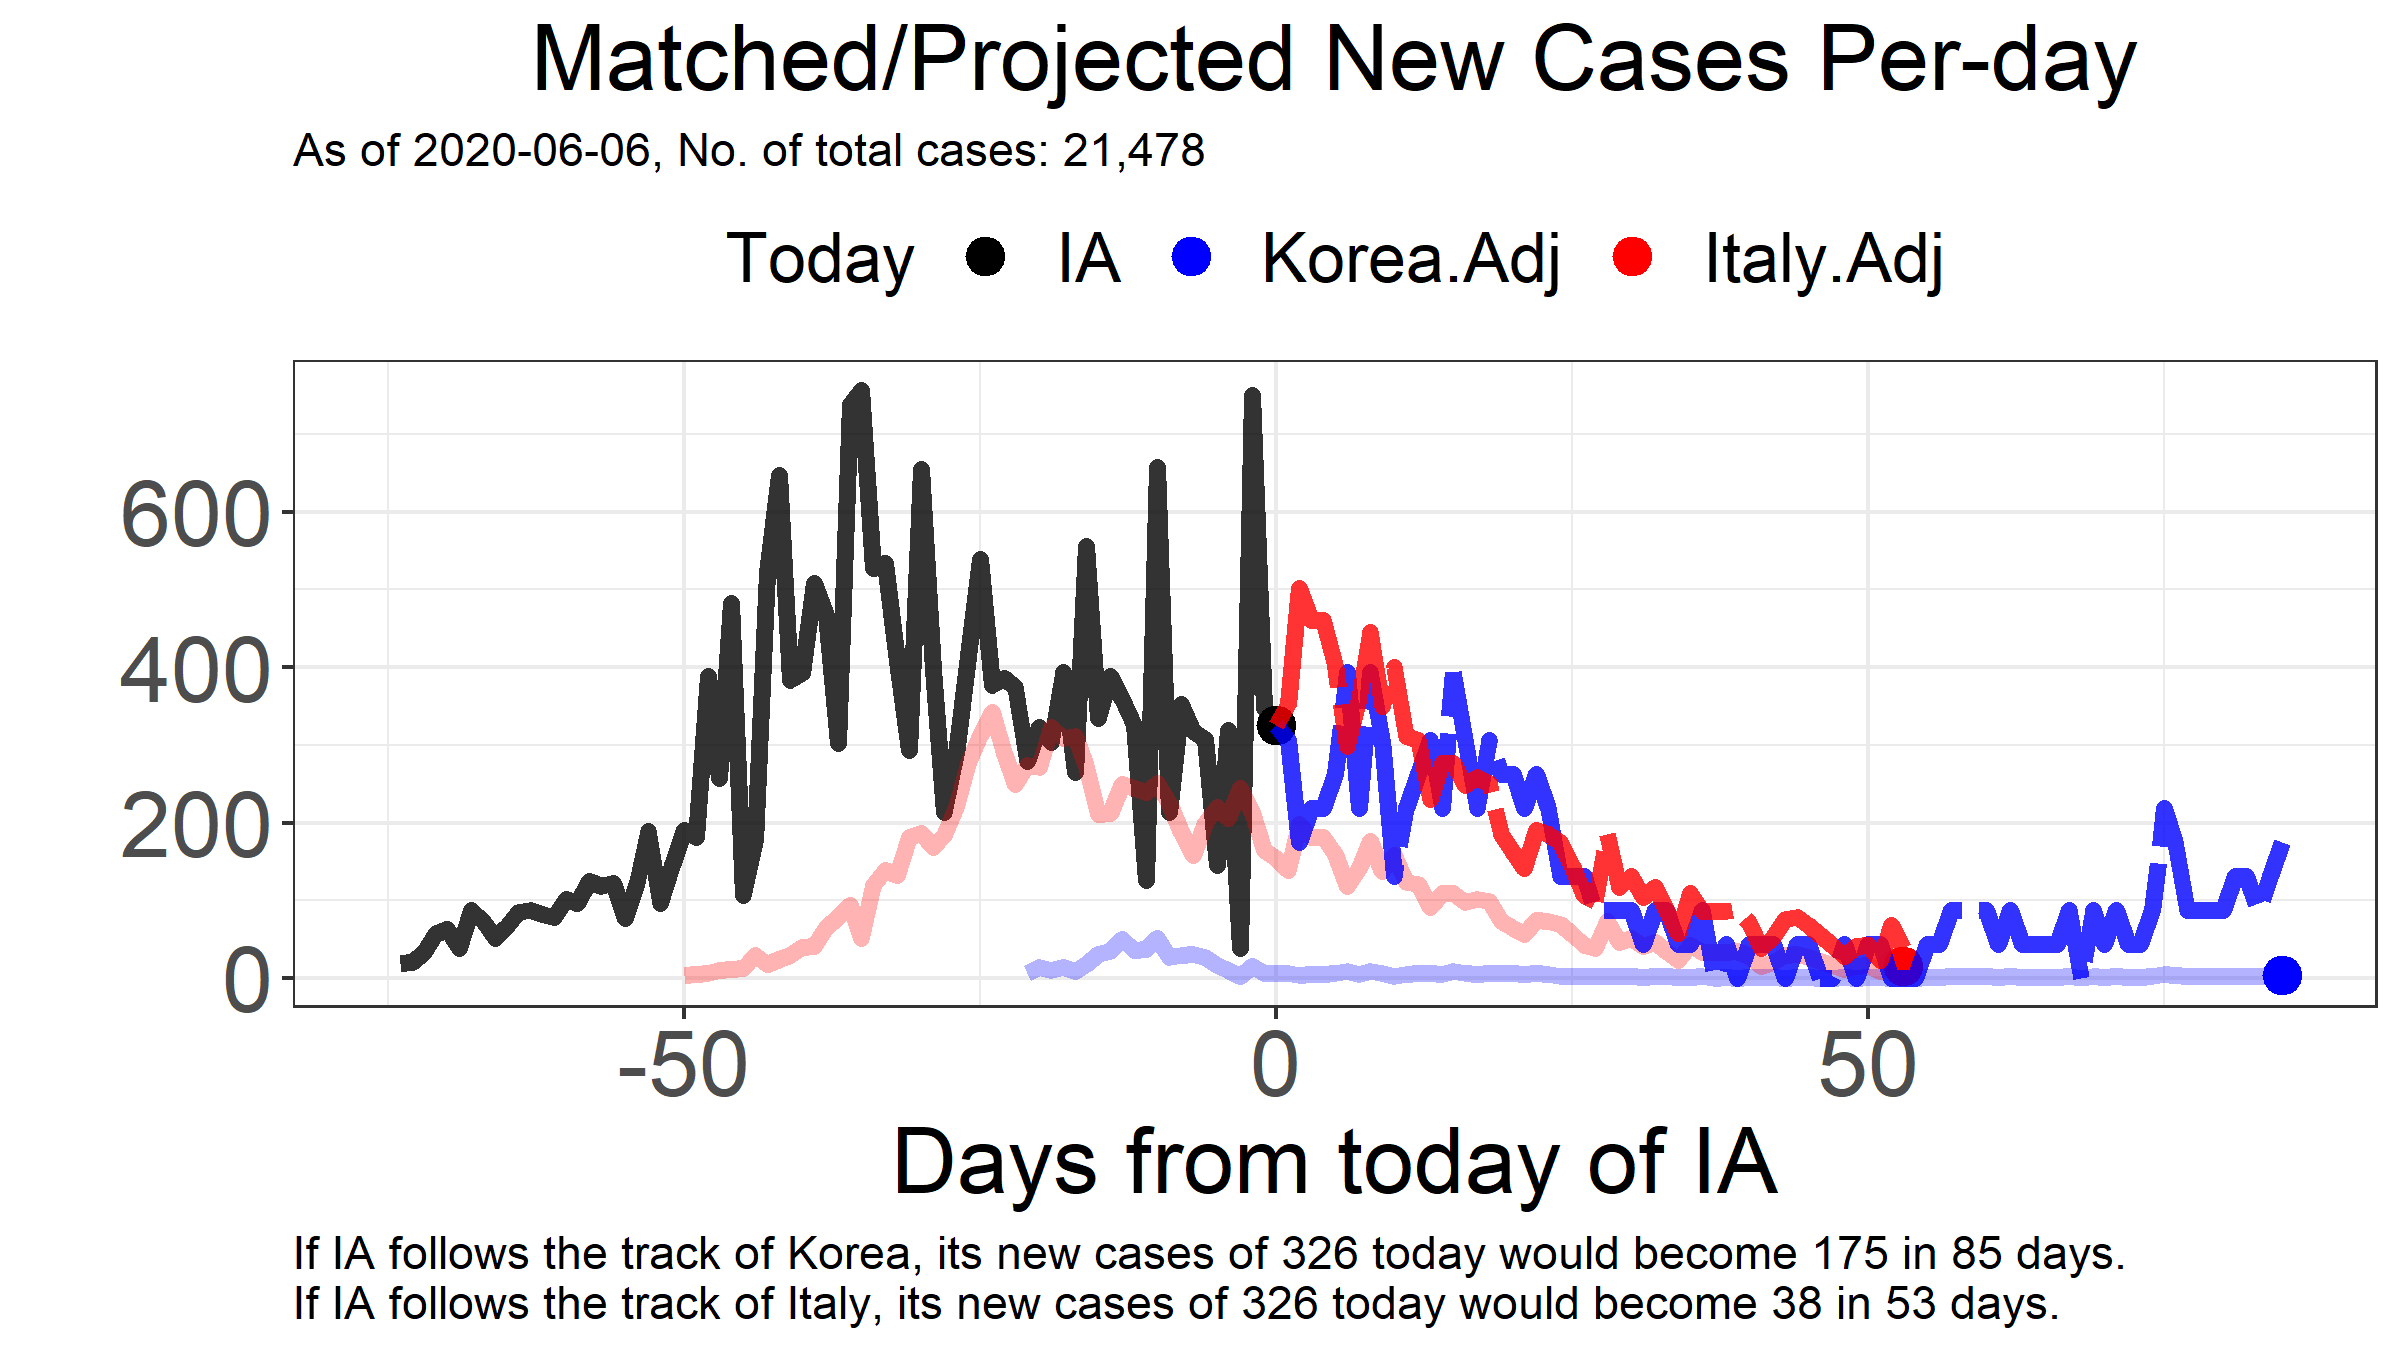 Matched/Projected New Cases Per-day
As of 2020-06-06, No. of total cases: 21,478
Today IA Korea.Adj Italy.Adj
600
400
200
0
-50 0 50
Days from today of IA
If IA follows the track of Korea, its new cases of 326 today would become 175 in 85 days.
If IA follows the track of Italy, its new cases of 326 today would become 38 in 53 days.